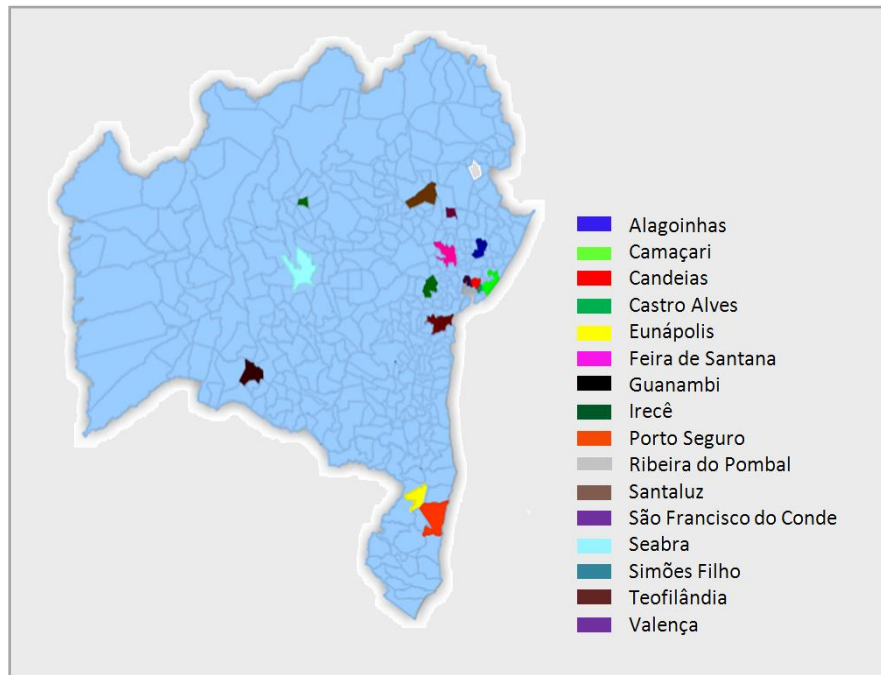 Alagoinhas
Camaçari
Candeias
Castro Alves
Eunápolis
Feira de Santana
Guanambi
Irecê
Porto Seguro
Ribeira do Pombal
Santaluz
São Francisco do Conde
Seabra
Simões Filho
Teofilândia
Valença